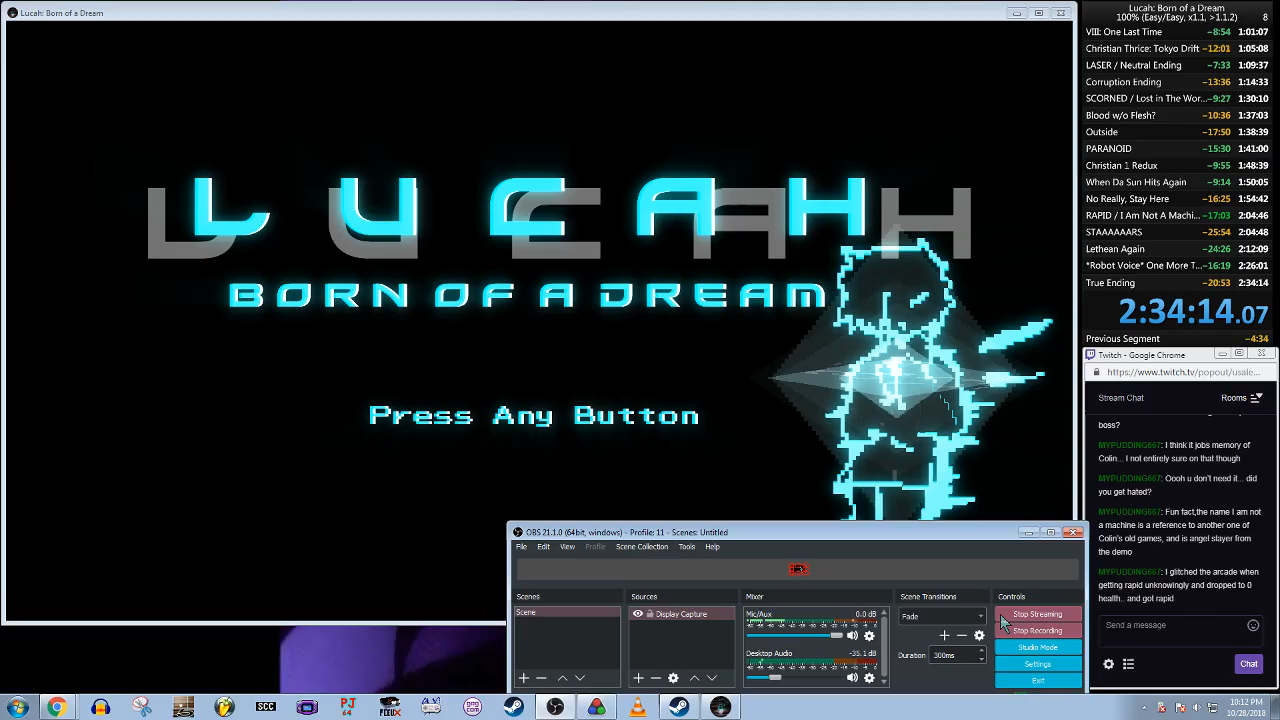 Lucah: Born of a Dream
LUCAH
LUCAH
BORN OF A DREAM
Press Any Button
Lucah: Born of a Dream
100% (Easy/Easy, x1.1, >1.1.2) 8
VIII: One Last Time −8:54 1:01:07
Christian Thrice: Tokyo Drift −12:01 1:05:08
LASER / Neutral Ending −7:33 1:09:37
Corruption Ending −13:36 1:14:33
SCORNED / Lost in The Wor... −9:27 1:30:10
Blood w/o Flesh? −10:36 1:37:03
Outside −17:50 1:38:39
PARANOID −15:30 1:41:00
Christian 1 Redux −9:55 1:48:39
When Da Sun Hits Again −9:14 1:50:05
No Really, Stay Here −16:25 1:54:42
RAPID / I Am Not A Machi... −17:03 2:04:46
STAAAAARS −25:54 2:04:48
Lethean Again −24:26 2:12:09
*Robot Voice* One More T... −16:19 2:26:01
True Ending −20:53 2:34:14
2:34:14.07
Previous Segment −4:34
Twitch - Google Chrome
https://www.twitch.tv/popout/usale...
Stream Chat Rooms
boss?
MYPUDDING667: I think it jobs memory of
Colin... I not entirely sure on that though
MYPUDDING667: Oooh u don't need it... did
you get hated?
MYPUDDING667: Fun fact,the name I am not
a machine is a reference to another one of
Colin's old games, and is angel slayer from
the demo
MYPUDDING667: I glitched the arcade when
getting rapid unknowingly and dropped to 0
health.. and got rapid
Send a message
Chat
OBS 21.1.0 (64bit, windows) - Profile: 11 - Scenes: Untitled
File Edit View Profile Scene Collection Tools Help
Scenes Sources Mixer Scene Transitions Controls
Scene
Display Capture
Mic/Aux 0.0 dB
Desktop Audio -35.1 dB
Fade
Duration 300ms
Stop Streaming
Stop Recording
Studio Mode
Settings
Exit
SCC
PJ
64
10:12 PM
10/28/2018